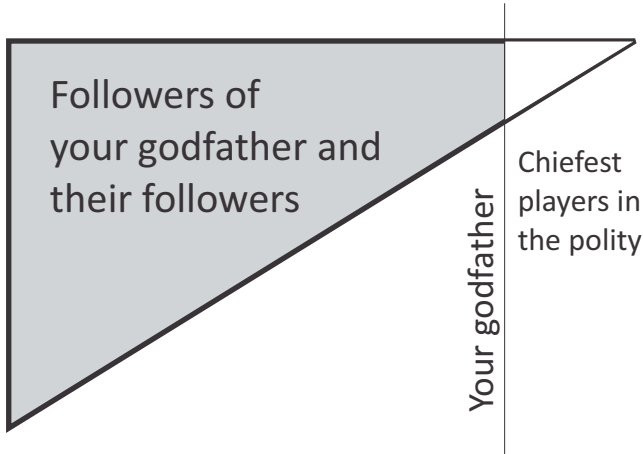 Followers of
your godfather and
their followers
Your godfather
Chiefest
players in
the polity